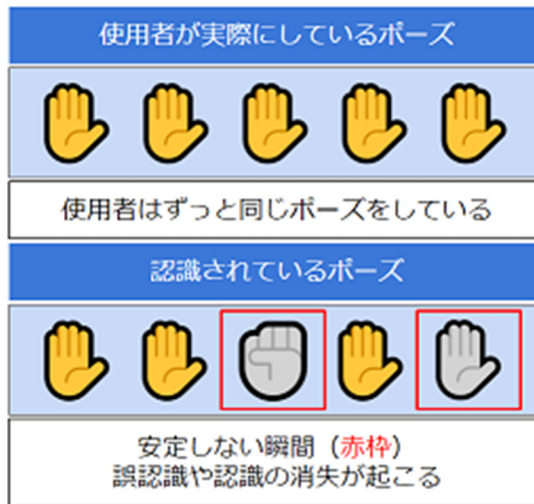 使用者が実際にしているポーズ
使用者はずっと同じポーズをしている
認識されているポーズ
安定しない瞬間（赤枠）
誤認識や認識の消失が起こる